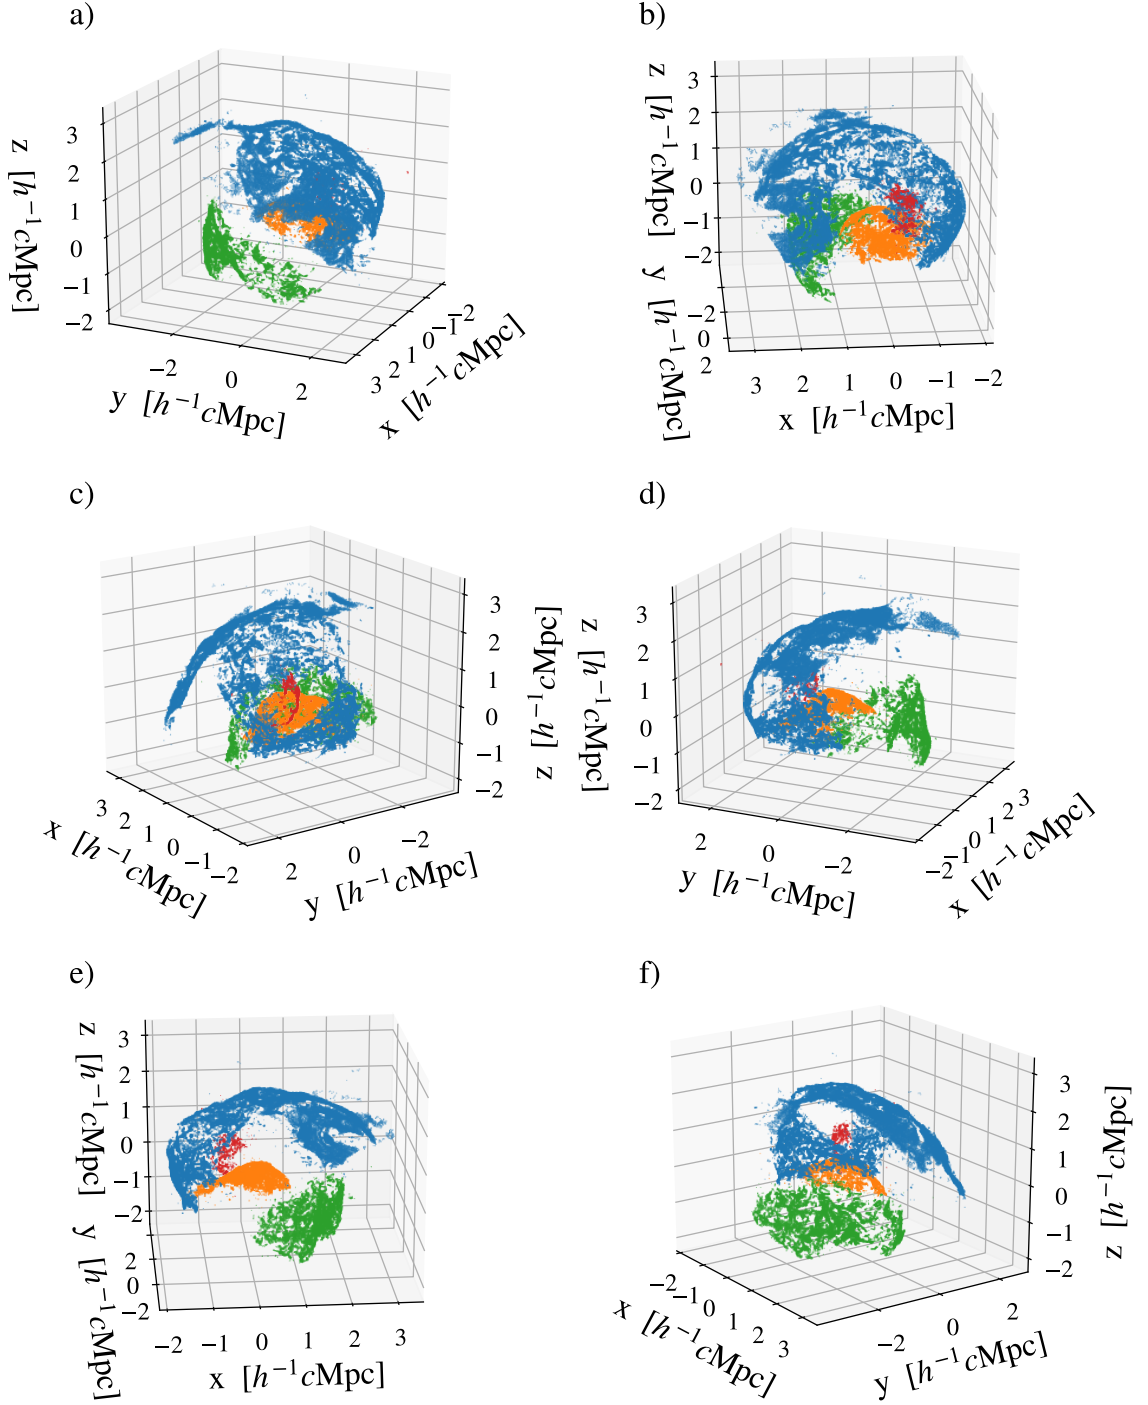 a)
z [h⁻¹cMpc]
3
2
1
0
−1
−2
−2
0
2
y [h⁻¹cMpc]
3 2 1 0 −1 −2
x [h⁻¹cMpc]
b)
z [h⁻¹cMpc]
3
2
1
0
−1
−2
y [h⁻¹cMpc]
0
2
3 2 1 0 −1 −2
x [h⁻¹cMpc]
c)
z [h⁻¹cMpc]
3
2
1
0
−1
−2
3 2 1 0 −1 −2
x [h⁻¹cMpc]
2 0 −2
y [h⁻¹cMpc]
d)
z [h⁻¹cMpc]
3
2
1
0
−1
−2
2 0 −2
y [h⁻¹cMpc]
−2 −1 0 1 2 3
x [h⁻¹cMpc]
e)
z [h⁻¹cMpc]
3
2
1
0
−1
−2
y [h⁻¹cMpc]
2
0
−2
−2 −1 0 1 2 3
x [h⁻¹cMpc]
f)
z [h⁻¹cMpc]
3
2
1
0
−1
−2
−2 −1 0 1 2 3
x [h⁻¹cMpc]
−2 0 2
y [h⁻¹cMpc]